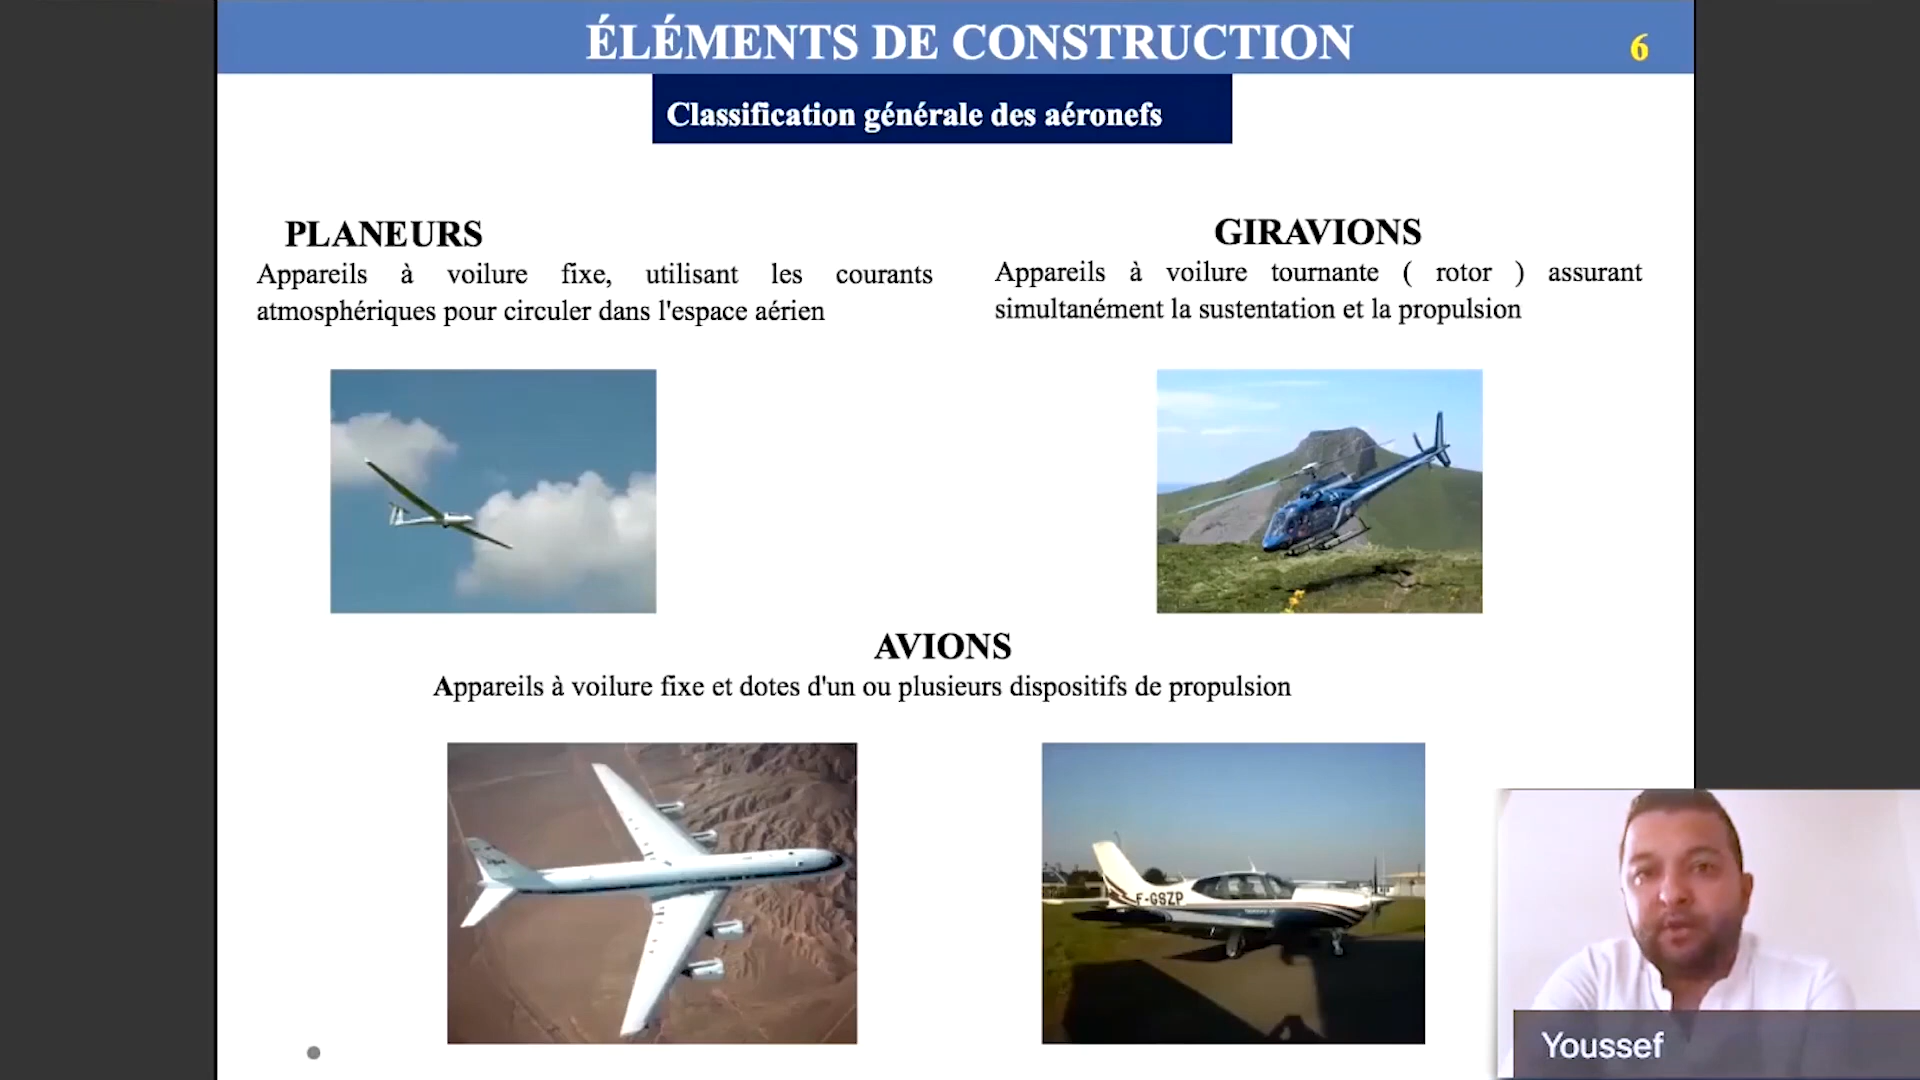 ÉLÉMENTS DE CONSTRUCTION
6
Classification générale des aéronefs
PLANEURS
Appareils à voilure fixe, utilisant les courants
atmosphériques pour circuler dans l'espace aérien
GIRAVIONS
Appareils à voilure tournante ( rotor ) assurant
simultanément la sustentation et la propulsion
AVIONS
Appareils à voilure fixe et dotes d'un ou plusieurs dispositifs de propulsion
F-GSZP
Youssef